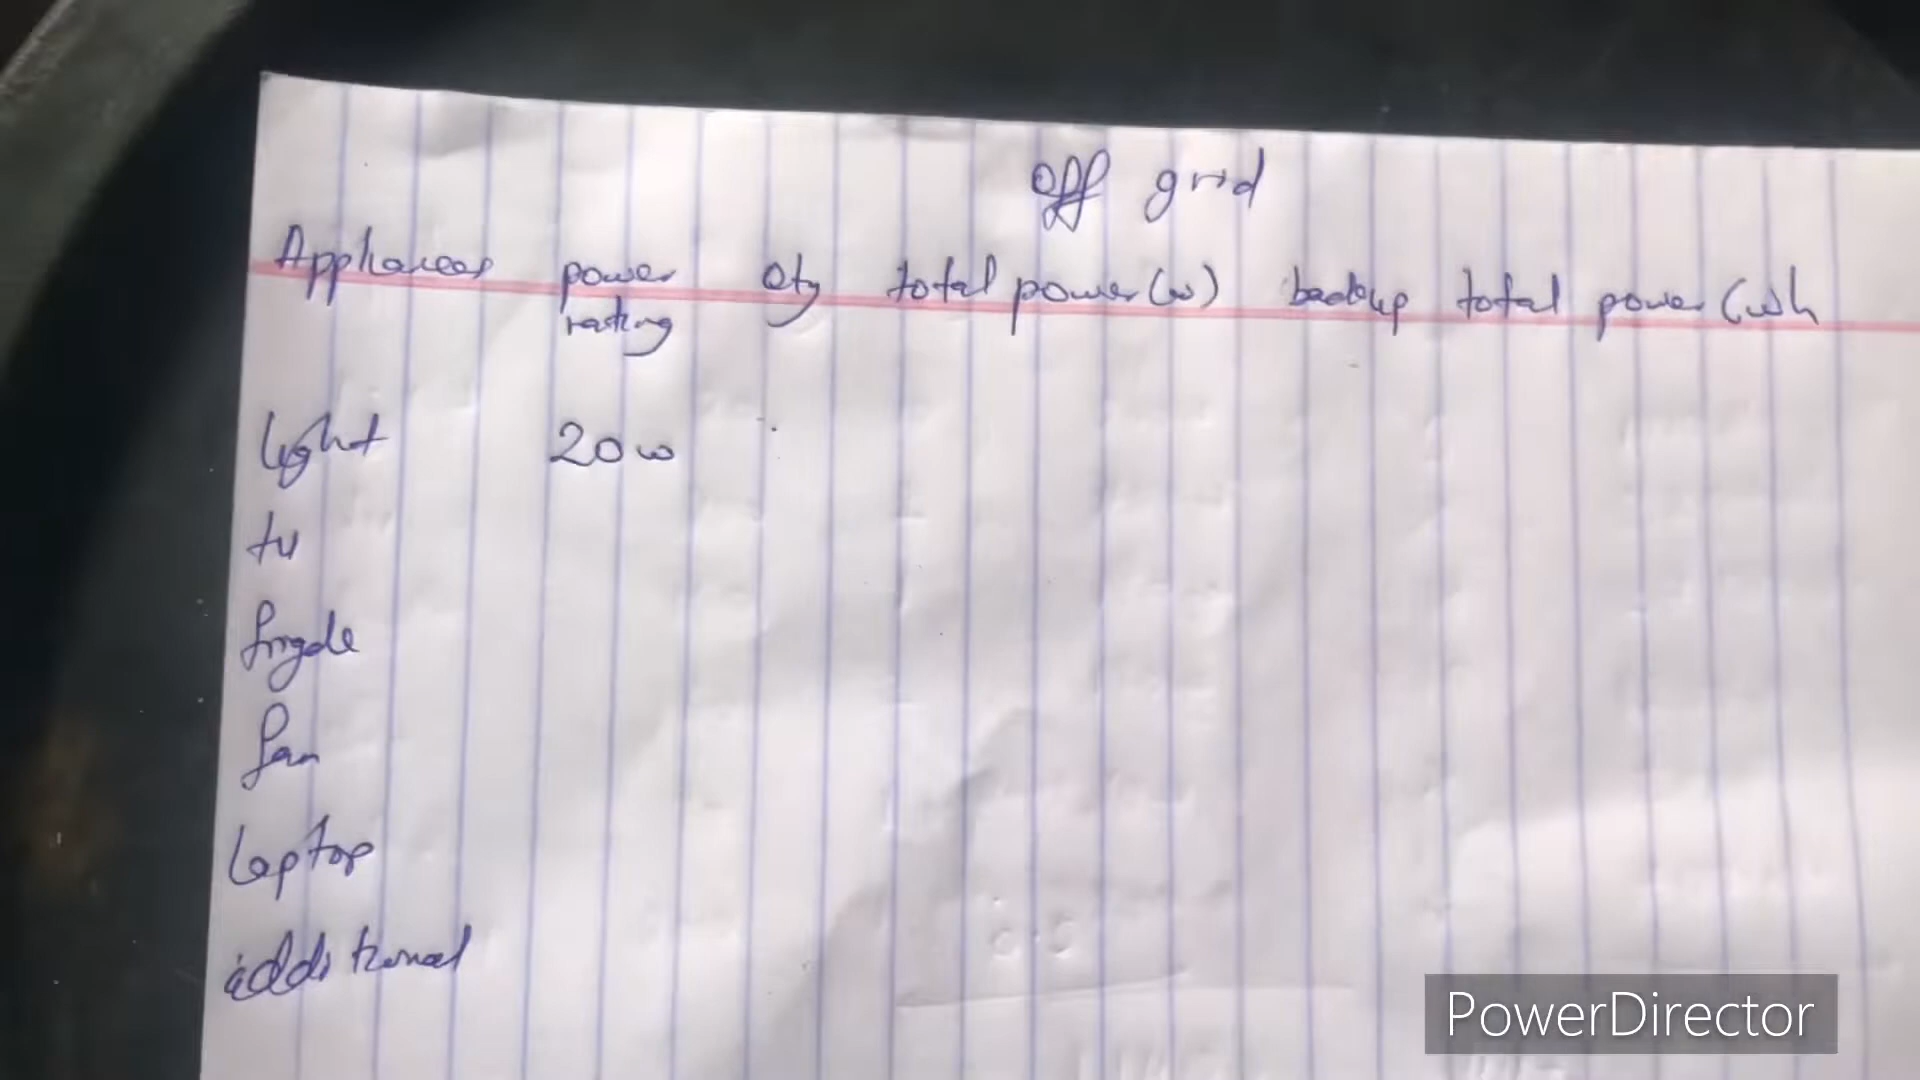 Off grid
Appliances power rating Qty total power (w) backup total power (wh
light 20w
tv
frigde
fan
laptop
additional
PowerDirector